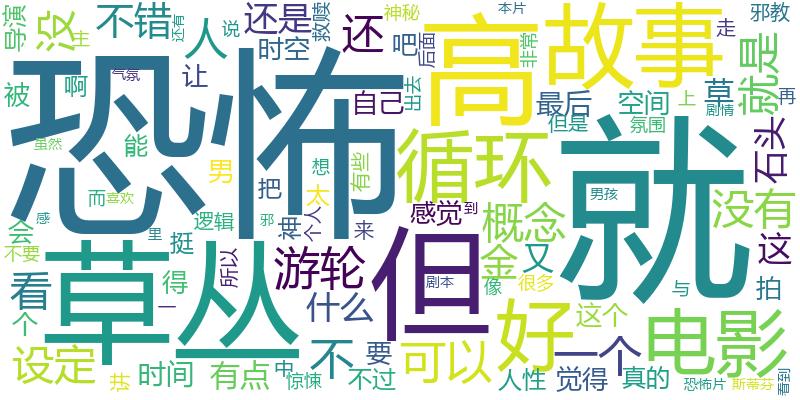 导演
没
主
不错
还有
人
说
还是
时空
救赎
还
神秘
吧
后面
出去
高
本片
非常
故事
走
邪教
再
就是
被
啊
气氛
让
恐怖
自己
最后
空间
上
草
但是
氛围
剧情
石头
虽然
能
男
把
想
有些
循环
就
男孩
没有
而
喜欢
太
感
会
不要
里
挺
逻辑
邪
神
个人
来
感觉
到
概念
这
看
得
草丛
所以
游轮
但
剧本
金
像
又
很多
与
拍
个
一
什么
好
这个
电影
设定
时间
有点
中
惊悚
不
不过
要
可以
人性
一个
觉得
真的
恐怖片
斯蒂芬
看到